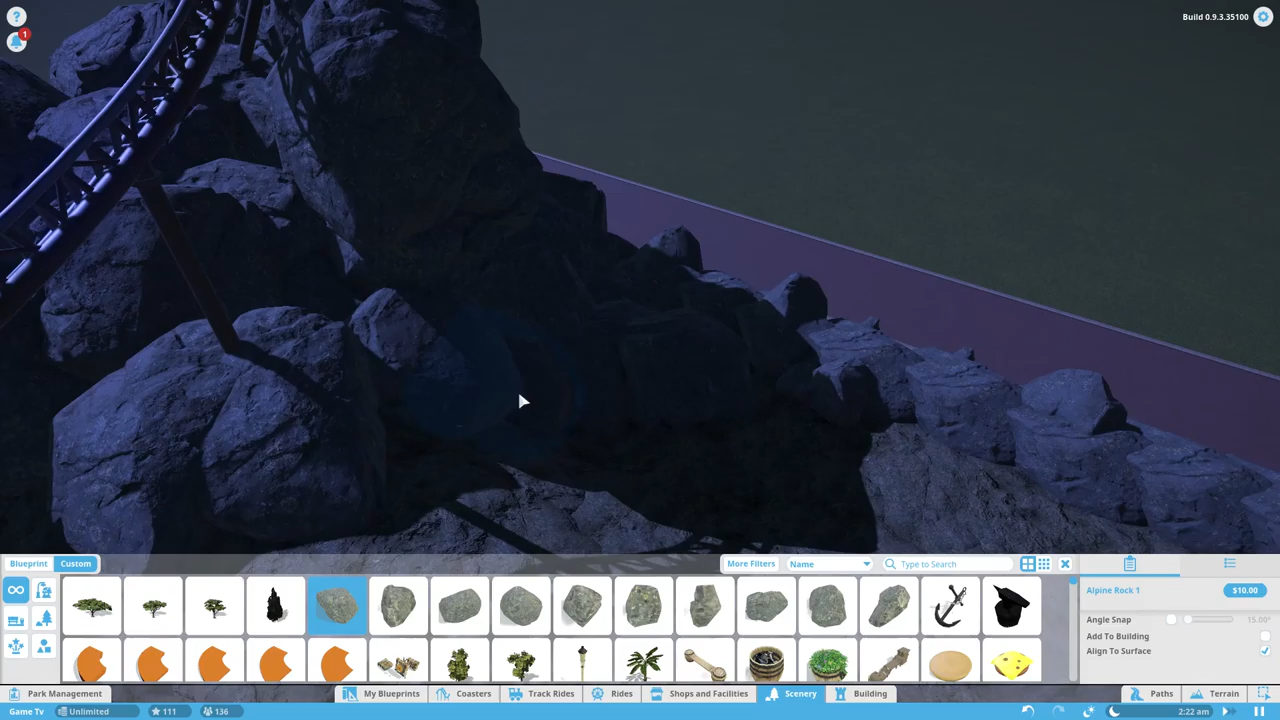 ?
1
Build 0.9.3.35100
Blueprint
Custom
More Filters
Name
Type to Search
Alpine Rock 1
$10.00
Angle Snap
15.00°
Add To Building
Align To Surface
Park Management
My Blueprints
Coasters
Track Rides
Rides
Shops and Facilities
Scenery
Building
Paths
Terrain
Game Tv
Unlimited
111
136
2:22 am